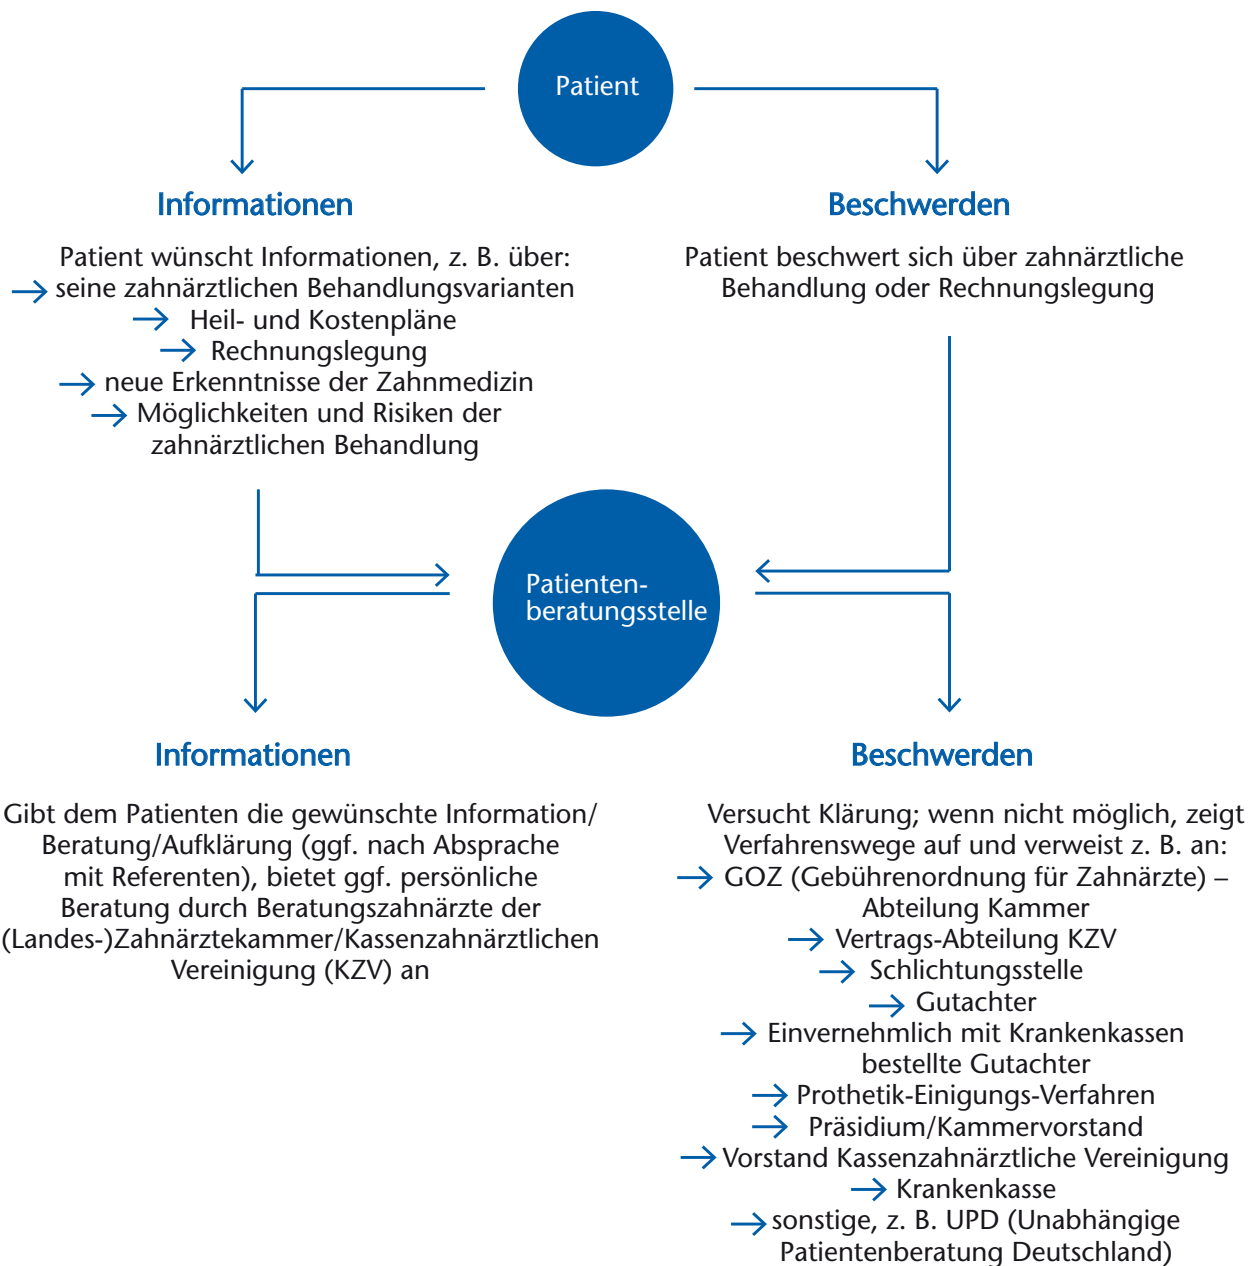 Patient
Informationen
Patient wünscht Informationen, z. B. über:
→ seine zahnärztlichen Behandlungsvarianten
→ Heil- und Kostenpläne
→ Rechnungslegung
→ neue Erkenntnisse der Zahnmedizin
→ Möglichkeiten und Risiken der
zahnärztlichen Behandlung
Beschwerden
Patient beschwert sich über zahnärztliche
Behandlung oder Rechnungslegung
Patienten-
beratungsstelle
Informationen
Gibt dem Patienten die gewünschte Information/
Beratung/Aufklärung (ggf. nach Absprache
mit Referenten), bietet ggf. persönliche
Beratung durch Beratungszahnärzte der
(Landes-)Zahnärztekammer/Kassenzahnärztlichen
Vereinigung (KZV) an
Beschwerden
Versucht Klärung; wenn nicht möglich, zeigt
Verfahrenswege auf und verweist z. B. an:
→ GOZ (Gebührenordnung für Zahnärzte) –
Abteilung Kammer
→ Vertrags-Abteilung KZV
→ Schlichtungsstelle
→ Gutachter
→ Einvernehmlich mit Krankenkassen
bestellte Gutachter
→ Prothetik-Einigungs-Verfahren
→ Präsidium/Kammervorstand
→ Vorstand Kassenzahnärztliche Vereinigung
→ Krankenkasse
→ sonstige, z. B. UPD (Unabhängige
Patientenberatung Deutschland)